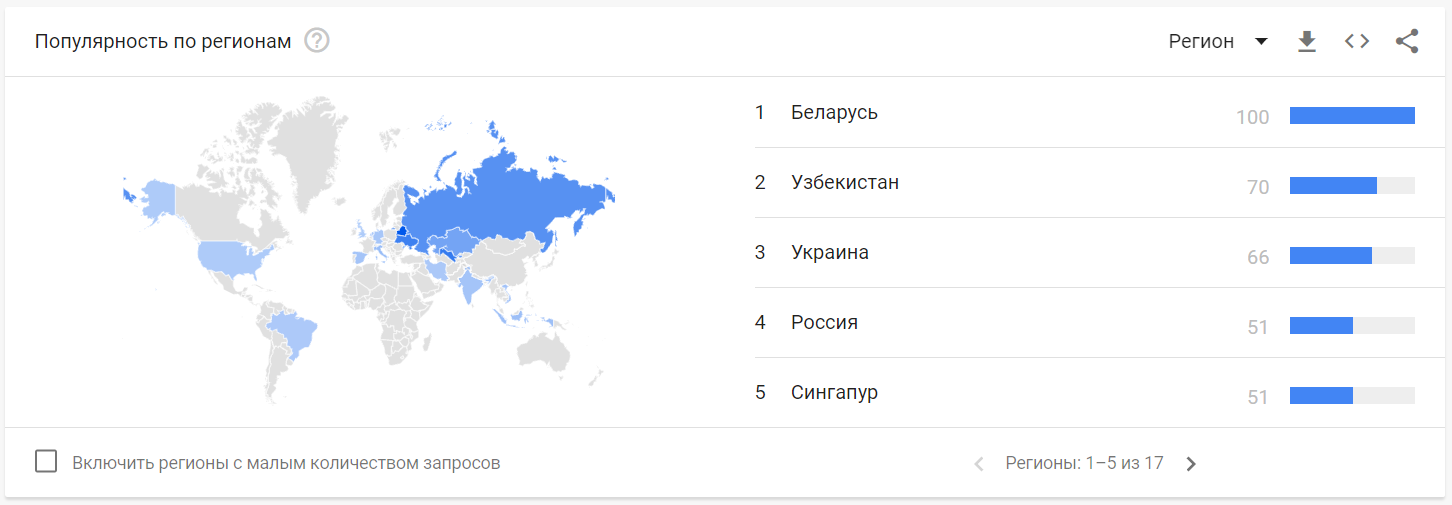 Популярность по регионам ?
Регион
1 Беларусь 100
2 Узбекистан 70
3 Украина 66
4 Россия 51
5 Сингапур 51
Включить регионы с малым количеством запросов
Регионы: 1–5 из 17